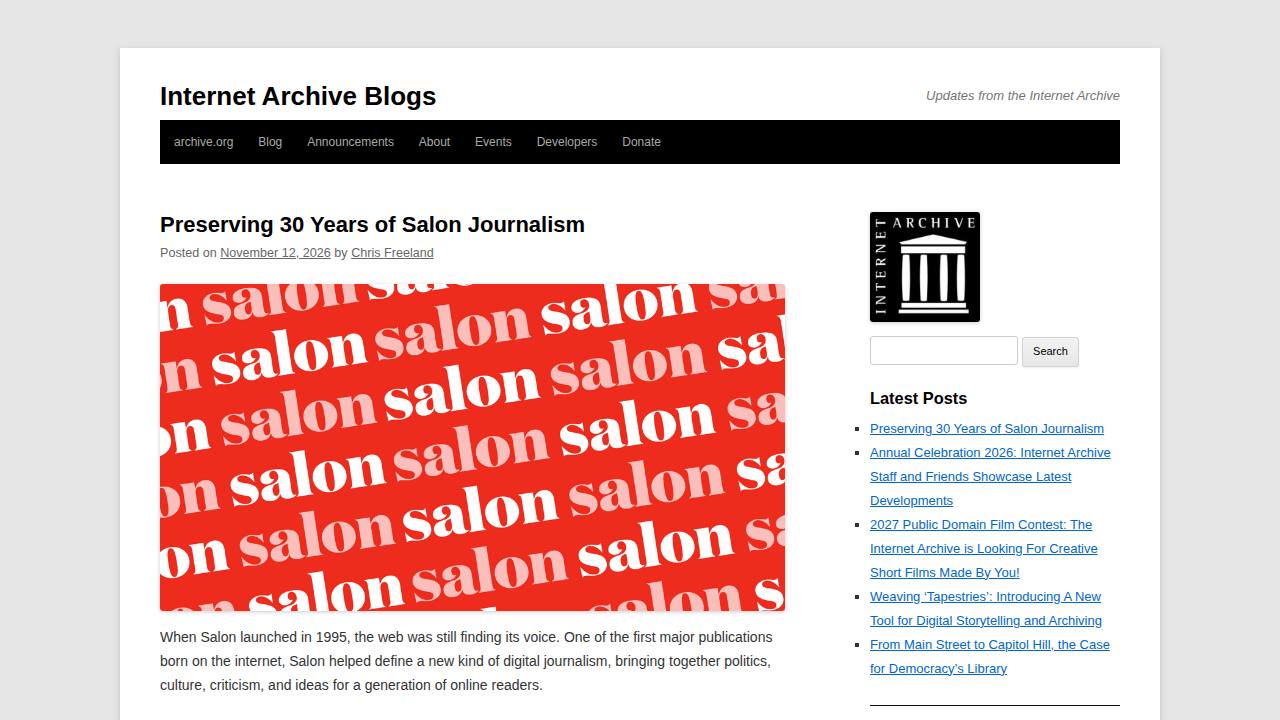 Internet Archive Blogs
Updates from the Internet Archive
archive.org Blog Announcements About Events Developers Donate
Preserving 30 Years of Salon Journalism
Posted on November 12, 2026 by Chris Freeland
salon salon salon
salon salon salon
salon salon
salon salon
salon salon
salon salon
salon salon
salon salon
When Salon launched in 1995, the web was still finding its voice. One of the first major publications
born on the internet, Salon helped define a new kind of digital journalism, bringing together politics,
culture, criticism, and ideas for a generation of online readers.
INTERNET ARCHIVE
Search
Latest Posts
Preserving 30 Years of Salon Journalism
Annual Celebration 2026: Internet Archive
Staff and Friends Showcase Latest
Developments
2027 Public Domain Film Contest: The
Internet Archive is Looking For Creative
Short Films Made By You!
Weaving ‘Tapestries’: Introducing A New
Tool for Digital Storytelling and Archiving
From Main Street to Capitol Hill, the Case
for Democracy’s Library